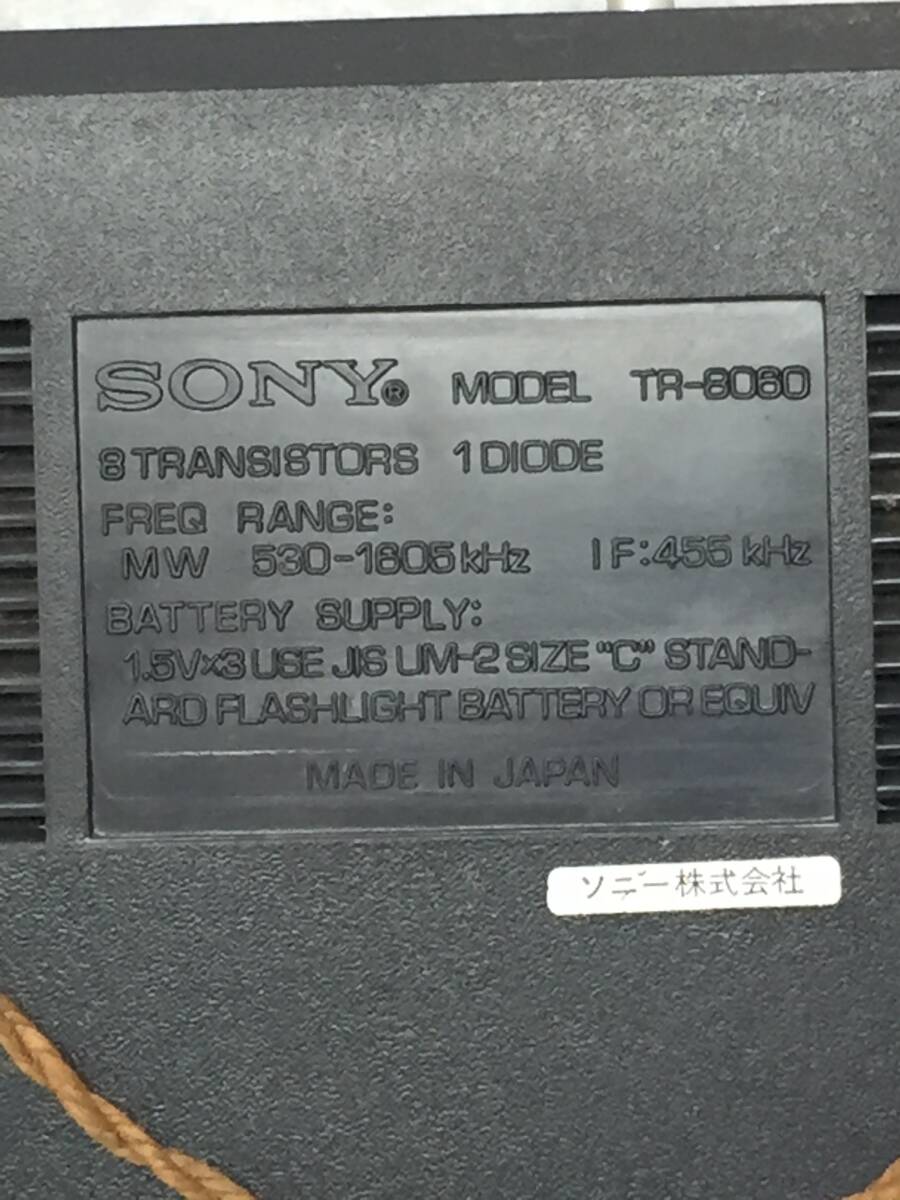 SONY® MODEL TR-8060
8 TRANSISTORS 1 DIODE
FREQ RANGE:
MW 530-1605 kHz IF:455 kHz
BATTERY SUPPLY:
1.5V×3 USE JIS UM-2 SIZE "C" STAND-
ARD FLASHLIGHT BATTERY OR EQUIV
MADE IN JAPAN
ソニー株式会社